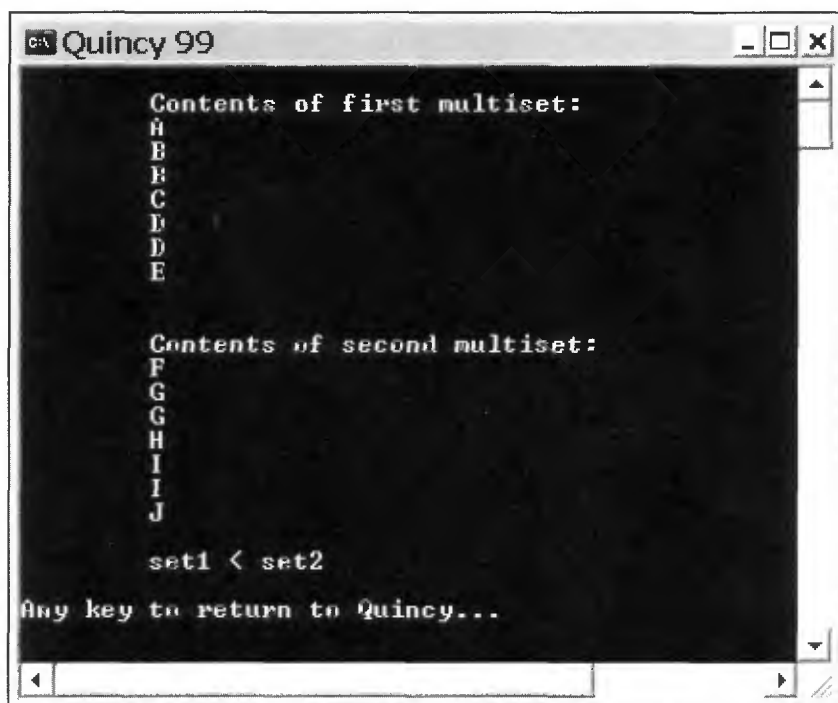 Quincy 99
Contents of first multiset:
A
B
B
C
D
D
E
Contents of second multiset:
F
G
G
H
I
I
J
set1 < set2
Any key to return to Quincy...